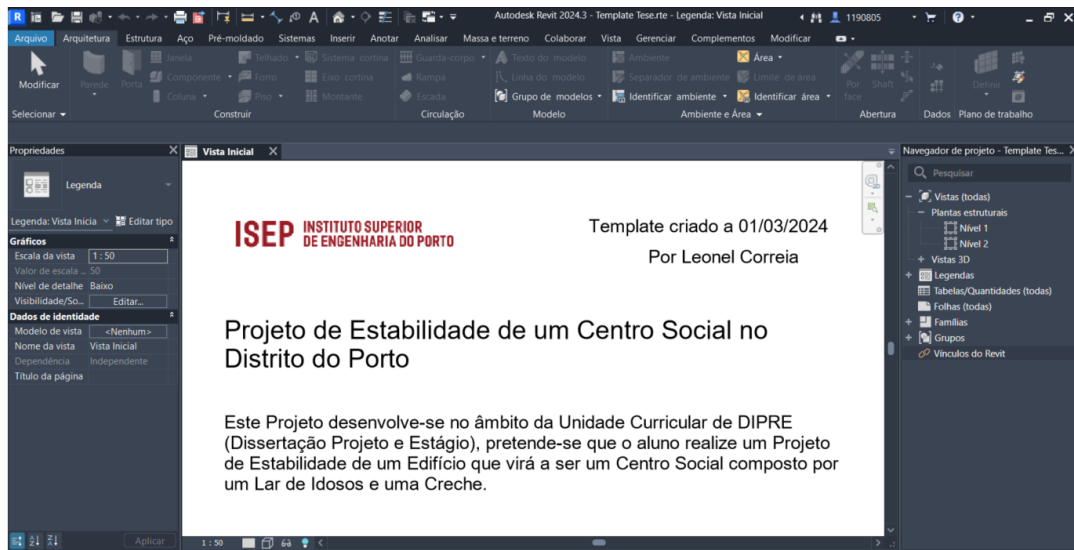 Autodesk Revit 2024.3 - Template Tese.rte - Legenda: Vista Inicial
1190805
Arquivo Arquitetura Estrutura Aço Pré-moldado Sistemas Inserir Anotar Analisar Massa e terreno Colaborar Vista Gerenciar Complementos Modificar
Modificar
Parede
Porta
Janela
Componente
Coluna
Telhado
Forro
Piso
Sistema cortina
Eixo cortina
Montante
Guarda-corpo
Rampa
Escada
Texto do modelo
Linha do modelo
Grupo de modelos
Ambiente
Separador de ambiente
Identificar ambiente
Área
Limite de área
Identificar área
Por face
Shaft
Definir
Selecionar
Construir
Circulação
Modelo
Ambiente e Área
Abertura
Dados
Plano de trabalho
Propriedades
Legenda
Legenda: Vista Inicia
Editar tipo
Gráficos
Escala da vista 1 : 50
Valor de escala ... 50
Nível de detalhe Baixo
Visibilidade/So... Editar...
Dados de identidade
Modelo de vista <Nenhum>
Nome da vista Vista Inicial
Dependência Independente
Título da página
Aplicar
Vista Inicial
ISEP INSTITUTO SUPERIOR
DE ENGENHARIA DO PORTO
Template criado a 01/03/2024
Por Leonel Correia
Projeto de Estabilidade de um Centro Social no
Distrito do Porto
Este Projeto desenvolve-se no âmbito da Unidade Curricular de DIPRE
(Dissertação Projeto e Estágio), pretende-se que o aluno realize um Projeto
de Estabilidade de um Edifício que virá a ser um Centro Social composto por
um Lar de Idosos e uma Creche.
1 : 50
Navegador de projeto - Template Tes...
Pesquisar
Vistas (todas)
Plantas estruturais
Nível 1
Nível 2
Vistas 3D
Legendas
Tabelas/Quantidades (todas)
Folhas (todas)
Famílias
Grupos
Vínculos do Revit